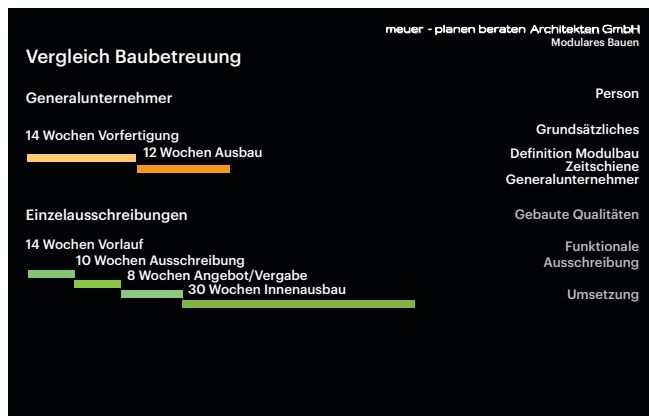 meuer - planen beraten Architekten GmbH
Modulares Bauen
Vergleich Baubetreuung
Generalunternehmer
14 Wochen Vorfertigung
12 Wochen Ausbau
Einzelausschreibungen
14 Wochen Vorlauf
10 Wochen Ausschreibung
8 Wochen Angebot/Vergabe
30 Wochen Innenausbau
Person
Grundsätzliches
Definition Modulbau
Zeitschiene
Generalunternehmer
Gebaute Qualitäten
Funktionale
Ausschreibung
Umsetzung